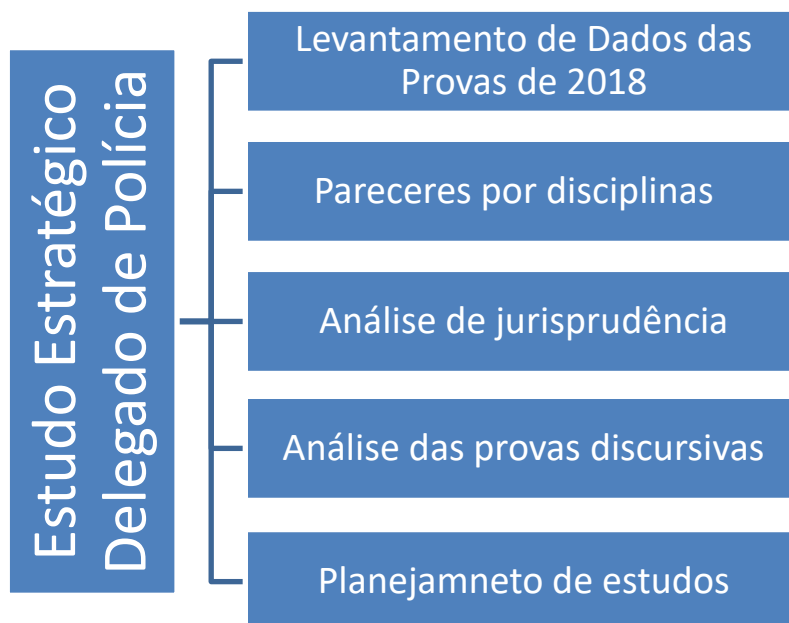 Estudo Estratégico
Delegado de Polícia
Levantamento de Dados das
Provas de 2018
Pareceres por disciplinas
Análise de jurisprudência
Análise das provas discursivas
Planejamneto de estudos